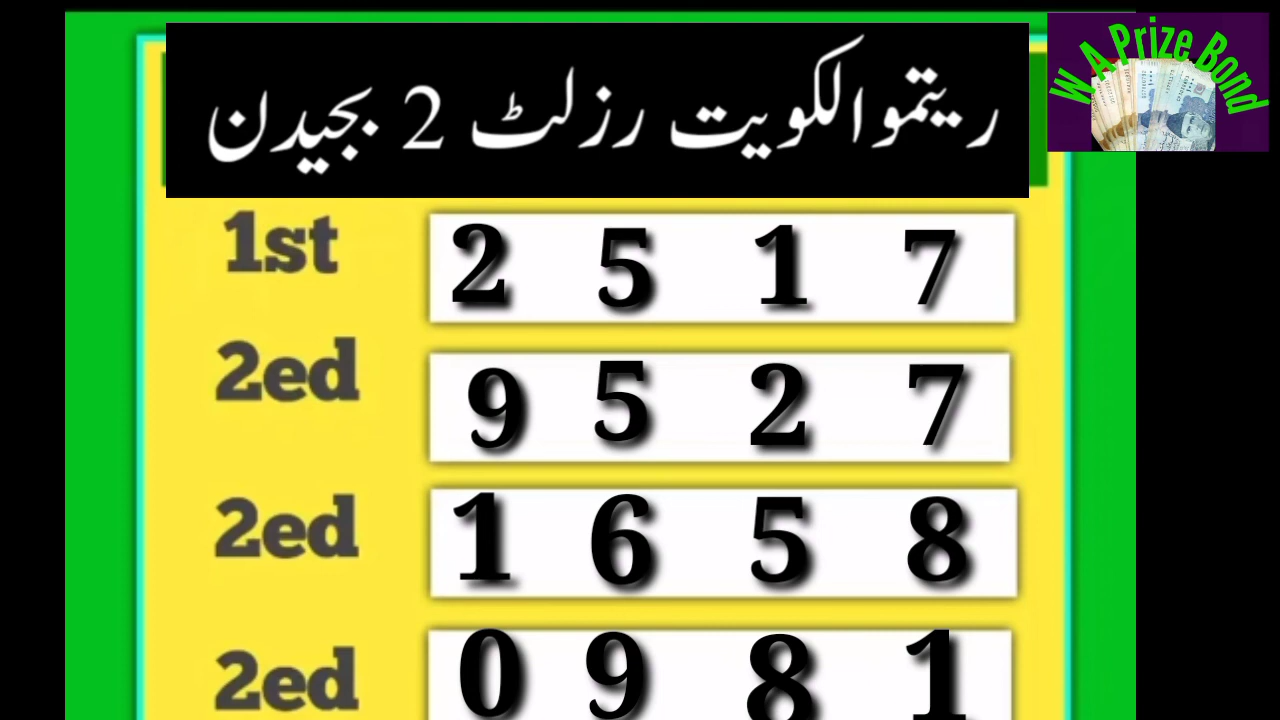 ریتموالکویت رزلٹ 2 بجیدن
W A Prize Bond
1st 2 5 1 7
2ed 9 5 2 7
2ed 1 6 5 8
2ed 0 9 8 1